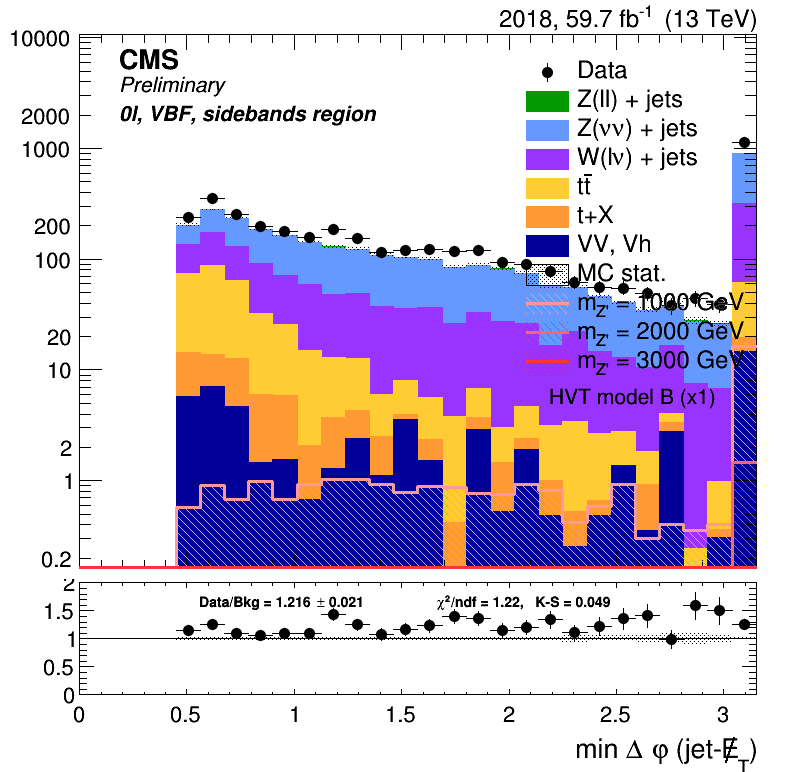 2018, 59.7 fb⁻¹ (13 TeV)
CMS
Preliminary
0l, VBF, sidebands region
Data
Z(ll) + jets
Z(νν) + jets
W(lν) + jets
tt̄
t+X
VV, Vh
MC stat.
m_Z' = 1000 GeV
m_Z' = 2000 GeV
m_Z' = 3000 GeV
HVT model B (x1)
10000
2000
1000
200
100
20
10
2
1
0.2
Data/Bkg = 1.216 ± 0.021 χ²/ndf = 1.22, K-S = 0.049
2
1.5
1
0.5
0
0 0.5 1 1.5 2 2.5 3
min Δ φ (jet-E̸_T)